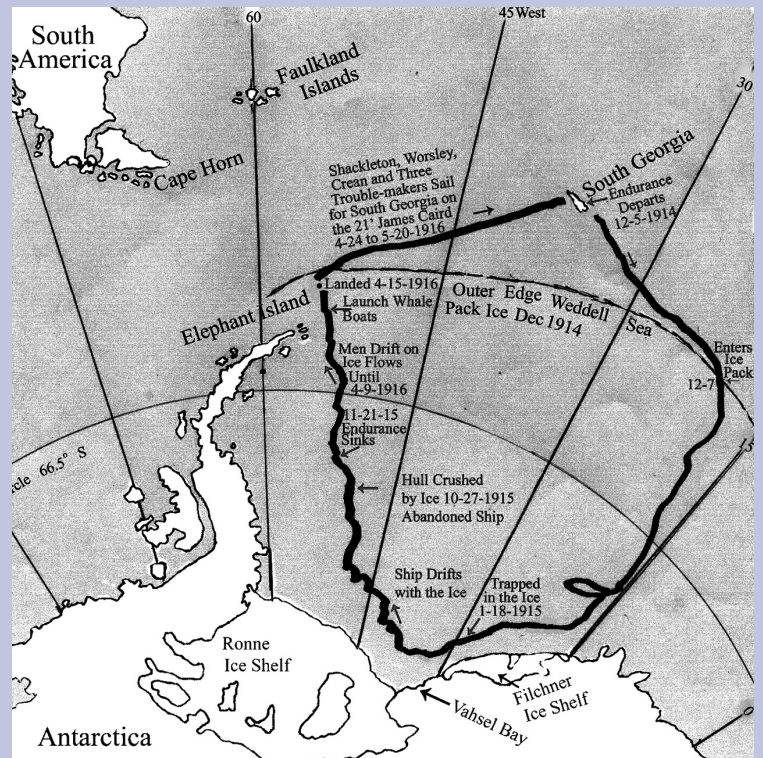 60
45 West
30
South
America
Faulkland
Islands
Cape Horn
Shackleton, Worsley,
Crean and Three
Trouble-makers Sail
for South Georgia on
the 21' James Caird
4-24 to 5-20-1916
South Georgia
Endurance
Departs
12-5-1914
Elephant Island
Landed 4-15-1916
Launch Whale
Boats
Outer Edge Weddell Sea
Pack Ice Dec 1914
Enters
Ice
Pack
12-7
Men Drift on
Ice Flows
Until
4-9-1916
11-21-15
Endurance
Sinks
15
rcle 66.5° S
Hull Crushed
by Ice 10-27-1915
Abandoned Ship
Ship Drifts
with the Ice
Trapped
in the Ice
1-18-1915
Ronne
Ice Shelf
Filchner
Ice Shelf
Vahsel Bay
0
Antarctica